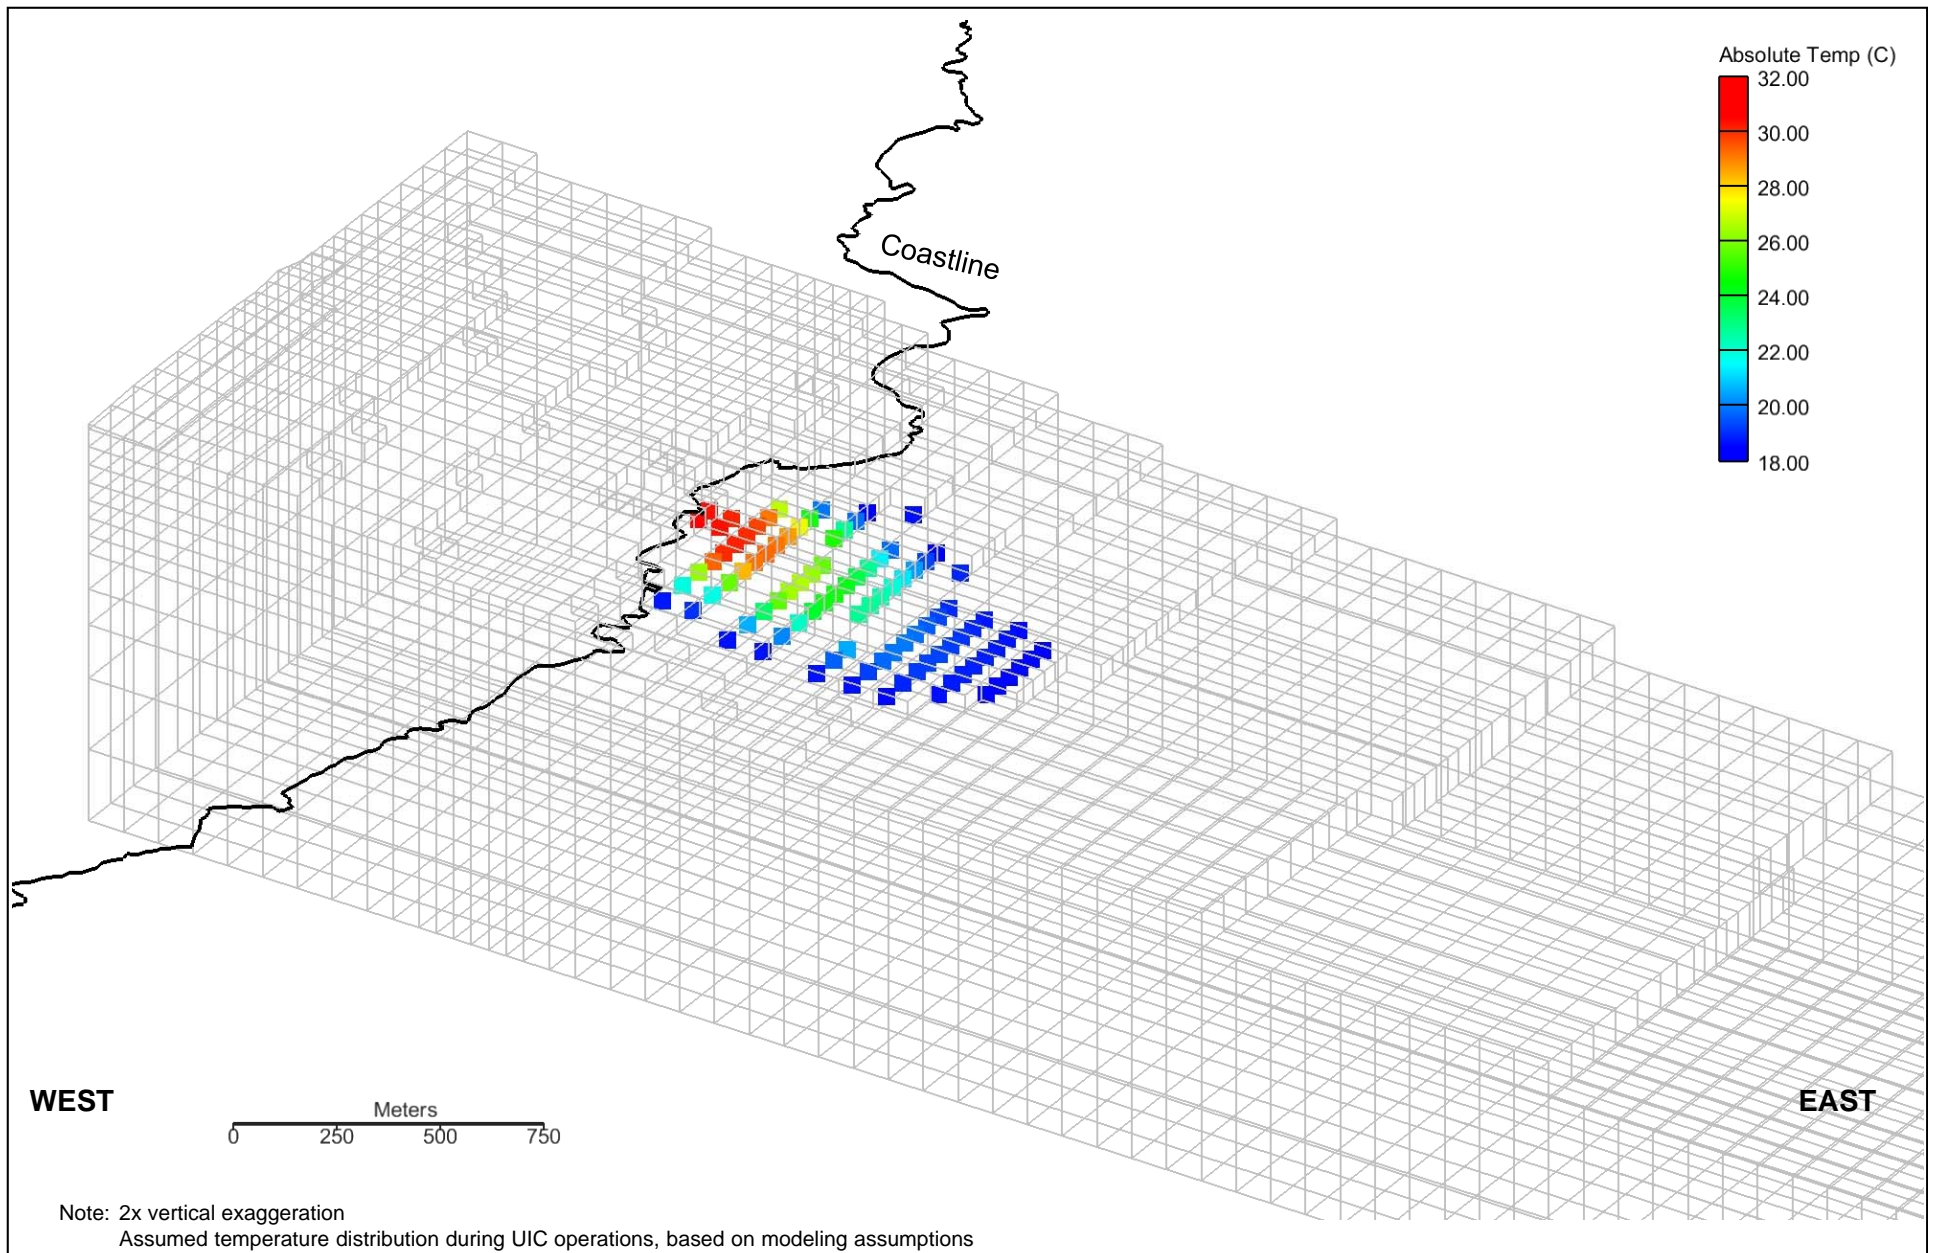 Absolute Temp (C)
32.00
30.00
28.00
26.00
24.00
22.00
20.00
18.00
Coastline
WEST
EAST
Meters
0 250 500 750
Note: 2x vertical exaggeration
Assumed temperature distribution during UIC operations, based on modeling assumptions